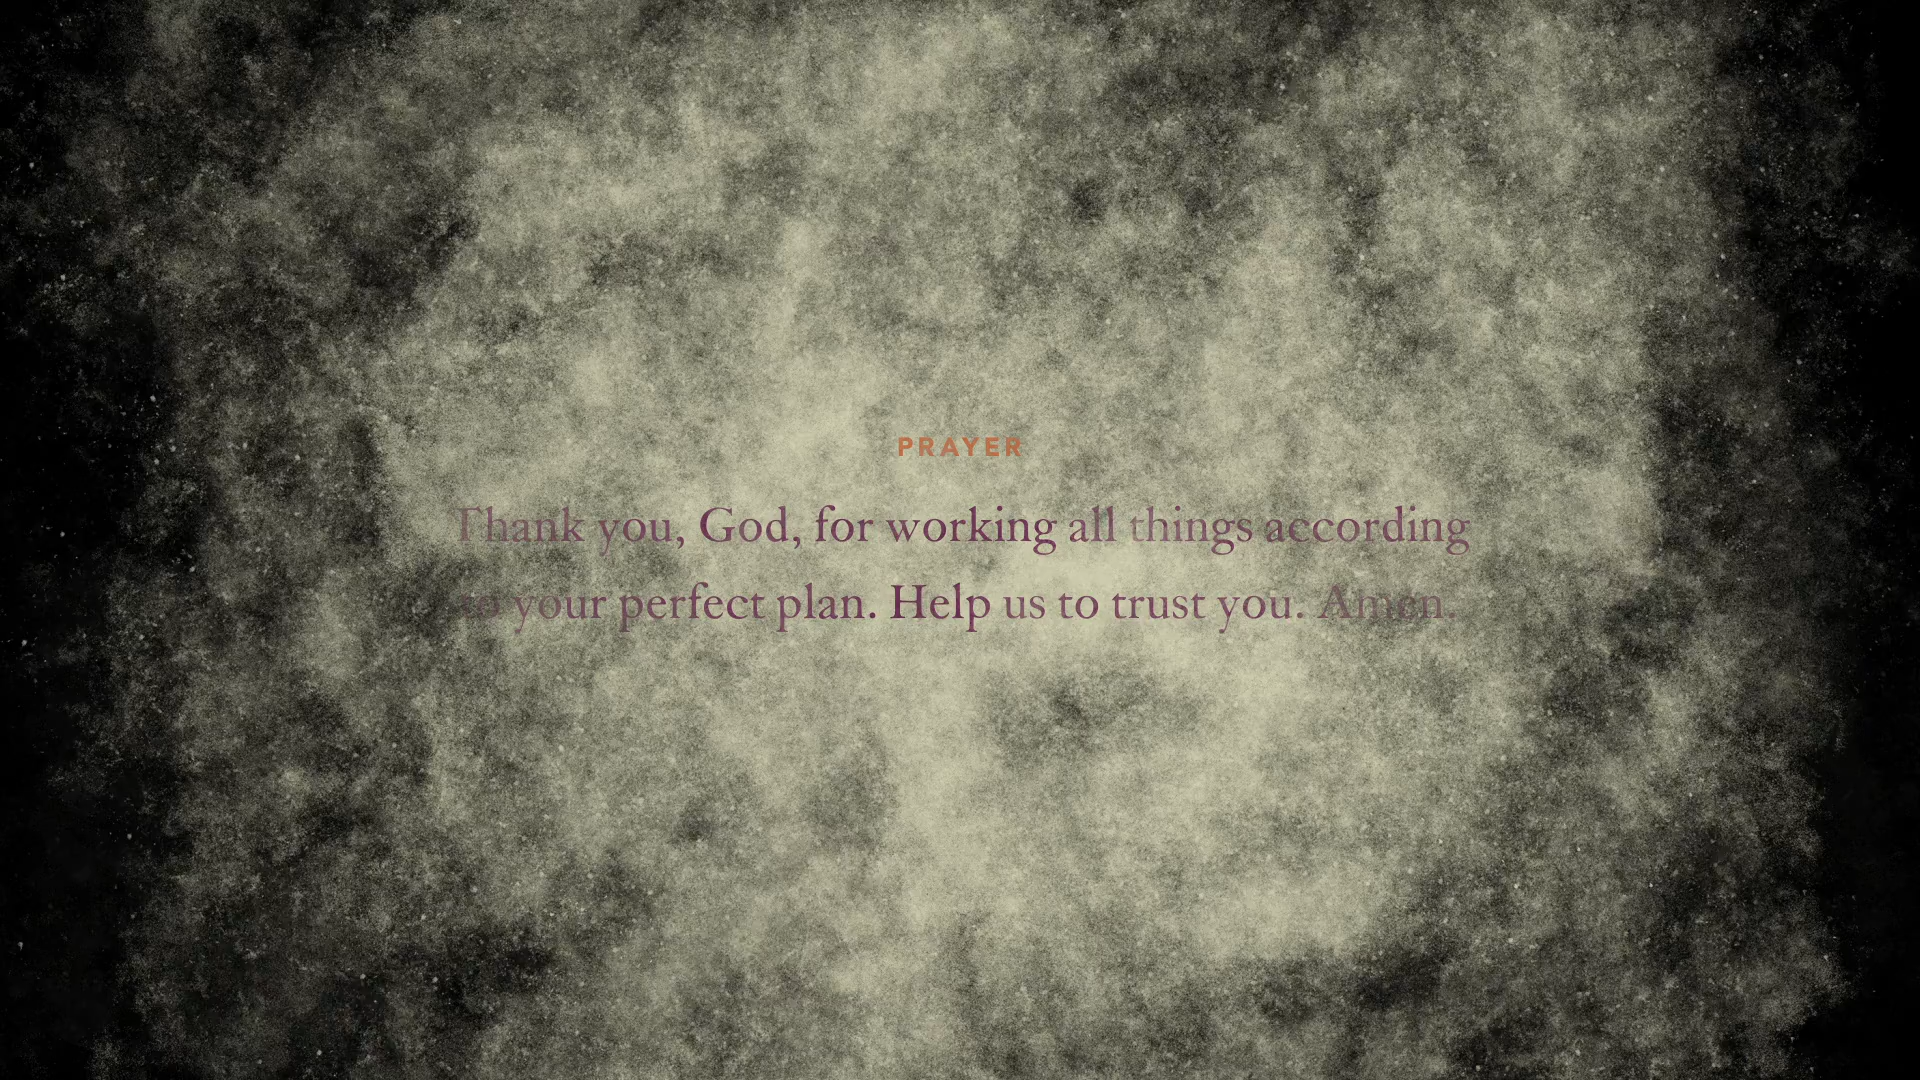 PRAYER
Thank you, God, for working all things according
to your perfect plan. Help us to trust you. Amen.